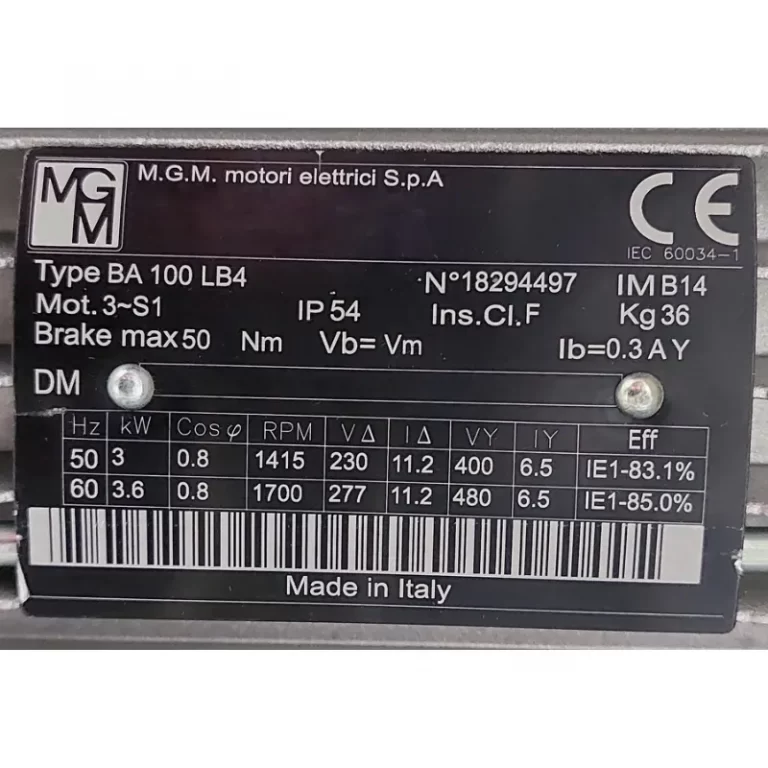 MGM
M.G.M. motori elettrici S.p.A
CE
IEC 60034-1
Type BA 100 LB4 N°18294497 IM B14
Mot. 3~S1 IP 54 Ins.Cl.F Kg 36
Brake max 50 Nm Vb= Vm Ib=0.3 A Y
DM
Hz kW Cos φ RPM V∆ I∆ VY IY Eff
50 3 0.8 1415 230 11.2 400 6.5 IE1-83.1%
60 3.6 0.8 1700 277 11.2 480 6.5 IE1-85.0%
Made in Italy